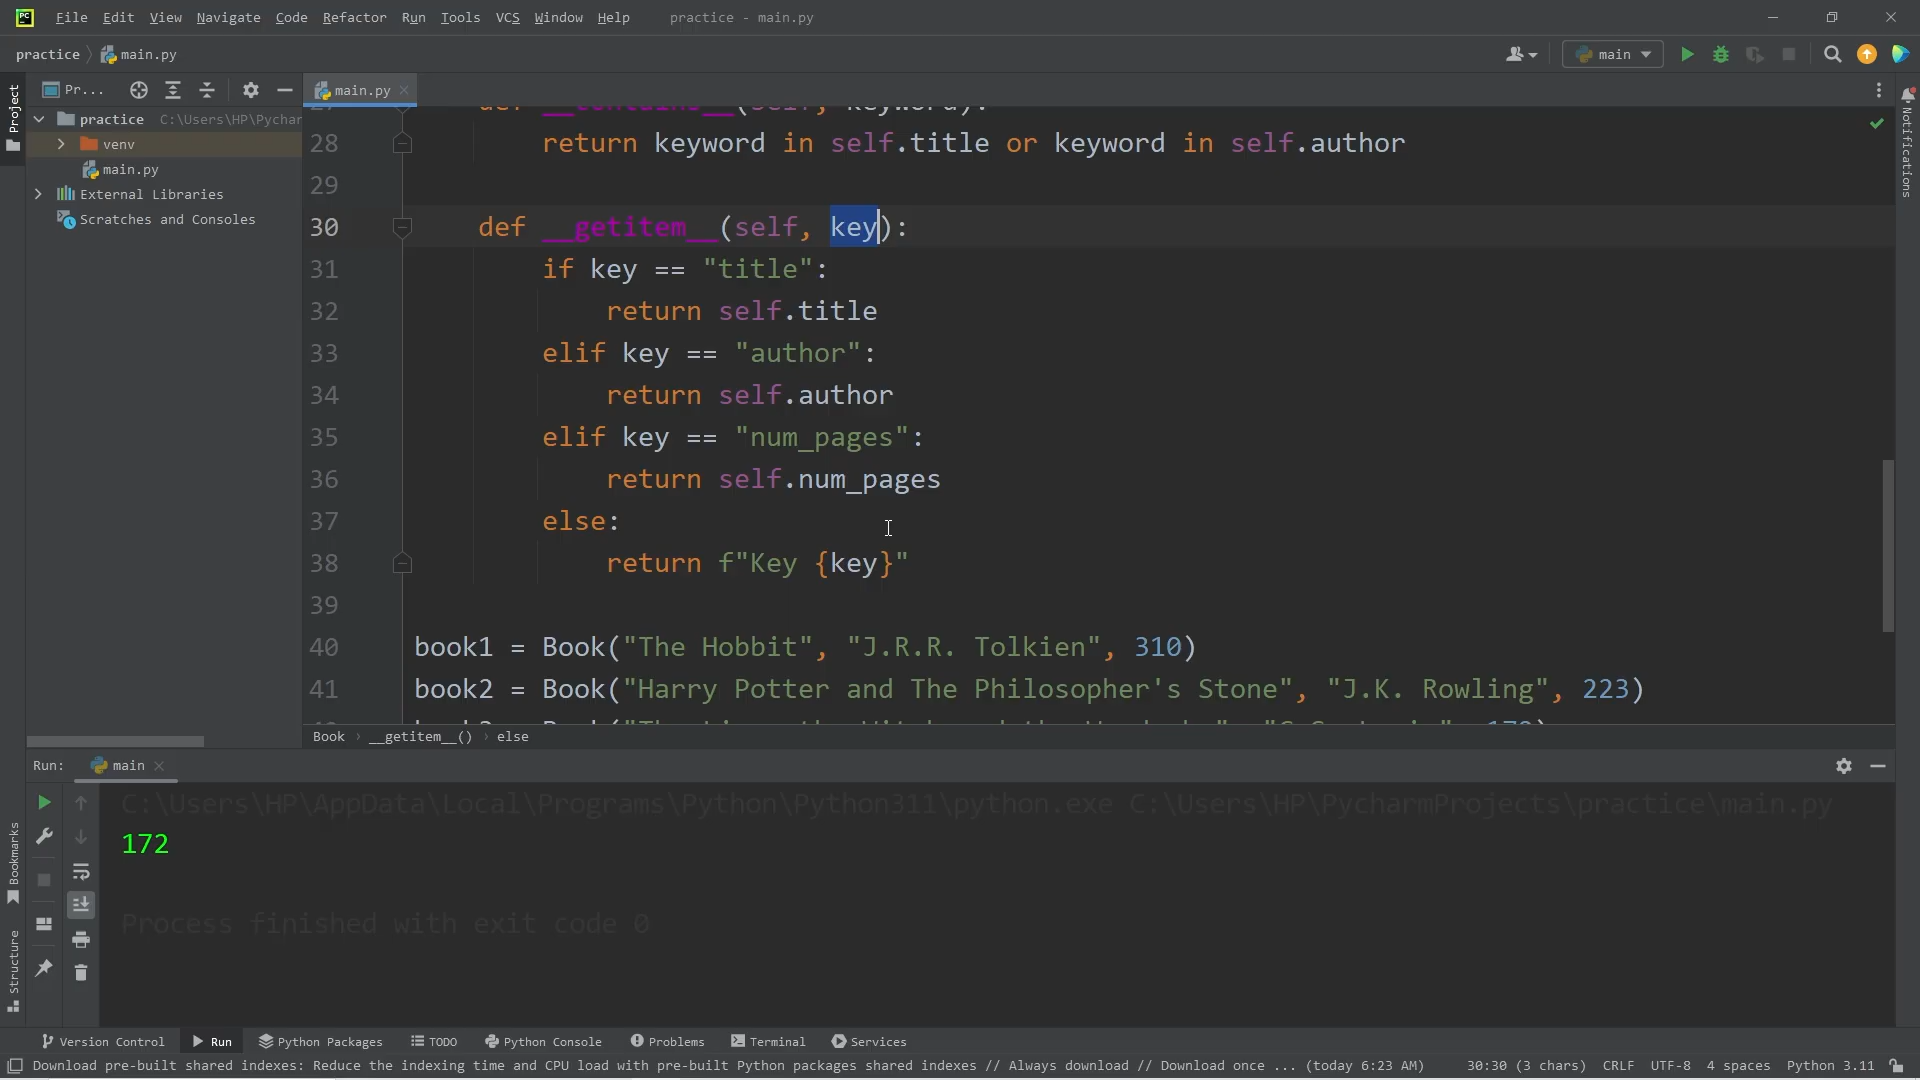 File Edit View Navigate Code Refactor Run Tools VCS Window Help practice - main.py
practice main.py main
Pr... main.py
Project
Notifications
practice C:\Users\HP\Pychar
venv
main.py
External Libraries
Scratches and Consoles
def __contains__(self, keyword):
28 return keyword in self.title or keyword in self.author
29
30 def __getitem__(self, key):
31 if key == "title":
32 return self.title
33 elif key == "author":
34 return self.author
35 elif key == "num_pages":
36 return self.num_pages
37 else:
38 return f"Key {key}"
39
40 book1 = Book("The Hobbit", "J.R.R. Tolkien", 310)
41 book2 = Book("Harry Potter and The Philosopher's Stone", "J.K. Rowling", 223)
Book __getitem__() else
Run: main
C:\Users\HP\AppData\Local\Programs\Python\Python311\python.exe C:\Users\HP\PycharmProjects\practice\main.py
172
Process finished with exit code 0
Bookmarks
Structure
Version Control Run Python Packages TODO Python Console Problems Terminal Services
Download pre-built shared indexes: Reduce the indexing time and CPU load with pre-built Python packages shared indexes // Always download // Download once ... (today 6:23 AM) 30:30 (3 chars) CRLF UTF-8 4 spaces Python 3.11